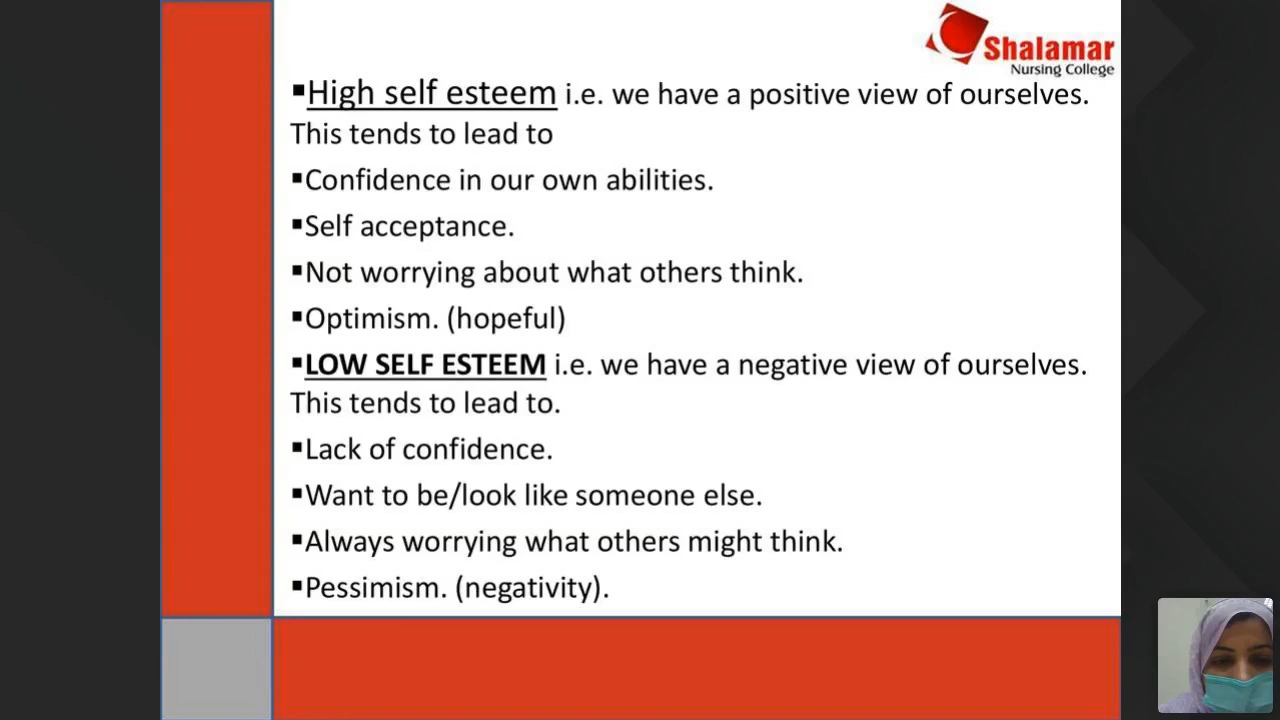 Shalamar
Nursing College
▪High self esteem i.e. we have a positive view of ourselves.
This tends to lead to
▪Confidence in our own abilities.
▪Self acceptance.
▪Not worrying about what others think.
▪Optimism. (hopeful)
▪LOW SELF ESTEEM i.e. we have a negative view of ourselves.
This tends to lead to.
▪Lack of confidence.
▪Want to be/look like someone else.
▪Always worrying what others might think.
▪Pessimism. (negativity).